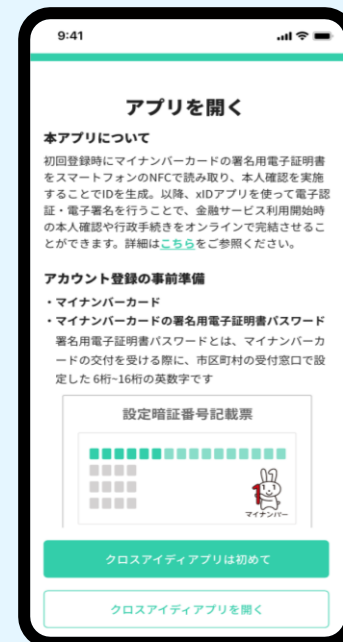 9:41
アプリを開く
本アプリについて
初回登録時にマイナンバーカードの署名用電子証明書
をスマートフォンのNFCで読み取り、本人確認を実施
することでIDを生成。以降、xIDアプリを使って電子認
証・電子署名を行うことで、金融サービス利用開始時
の本人確認や行政手続きをオンラインで完結させるこ
とができます。詳細はこちらをご参照ください。
アカウント登録の事前準備
・マイナンバーカード
・マイナンバーカードの署名用電子証明書パスワード
署名用電子証明書パスワードとは、マイナンバーカ
ードの交付を受ける際に、市区町村の受付窓口で設
定した 6桁~16桁の英数字です
設定暗証番号記載票
マイナンバー
クロスアイディアプリは初めて
クロスアイディアプリを開く